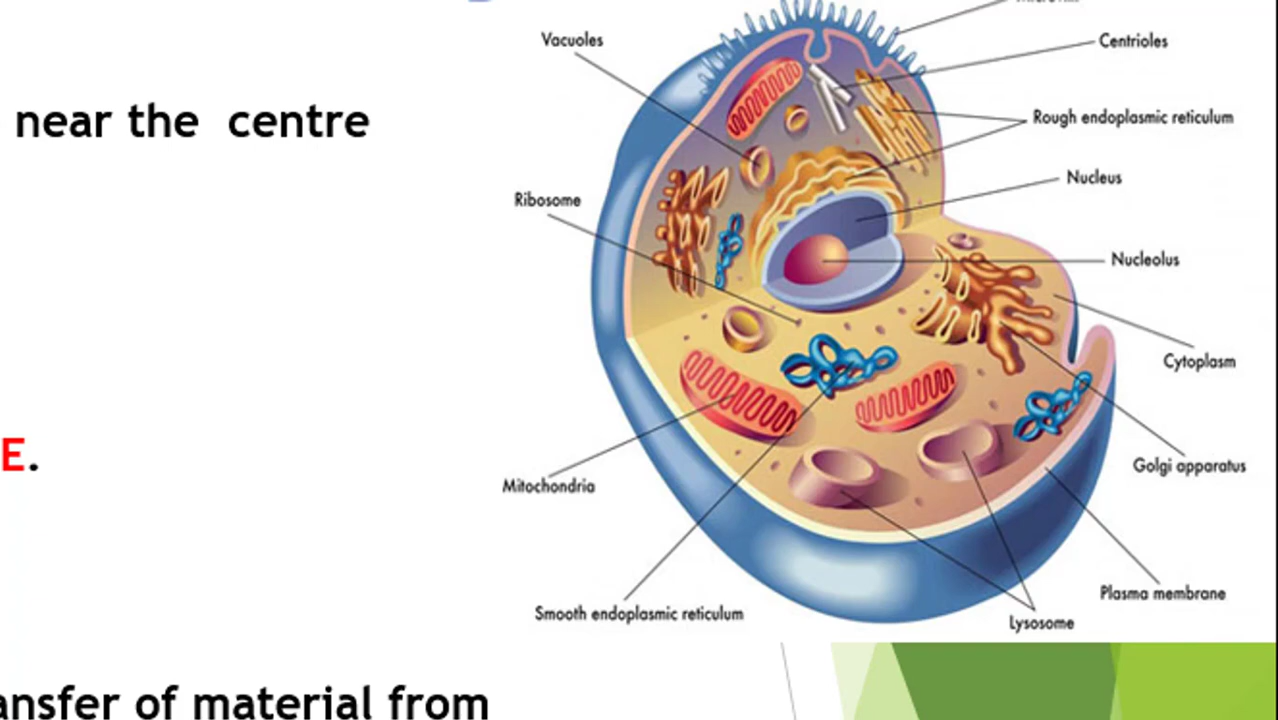 near the centre
E.
ansfer of material from
Vacuoles
Centrioles
Rough endoplasmic reticulum
Nucleus
Ribosome
Nucleolus
Cytoplasm
Golgi apparatus
Mitochondria
Plasma membrane
Smooth endoplasmic reticulum
Lysosome